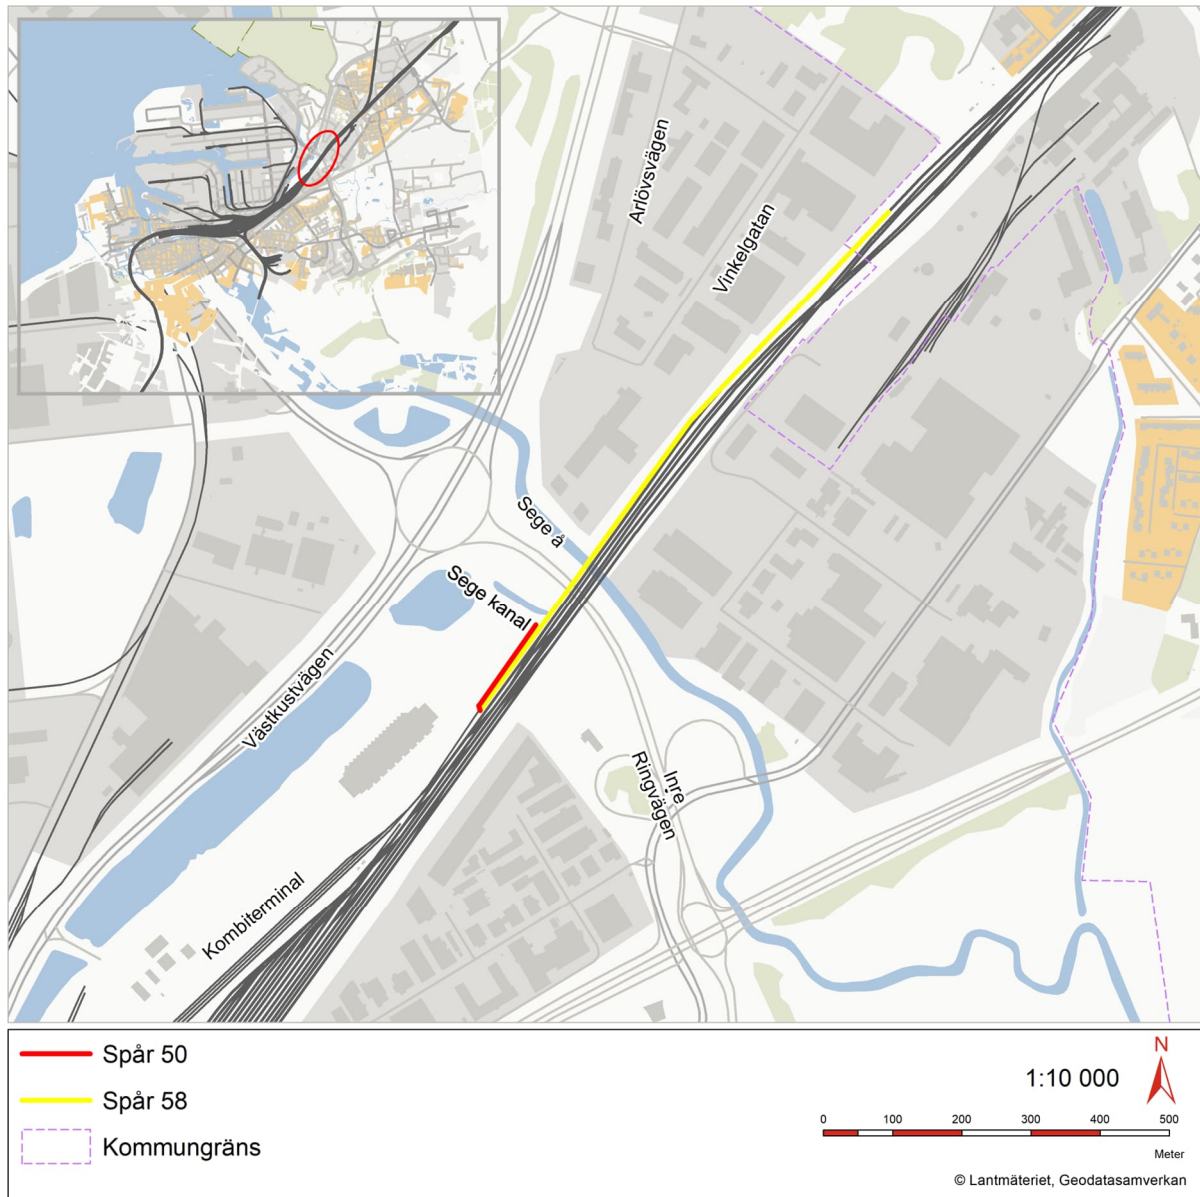 Arlövsvägen
Vinkelgatan
Sege å
Sege kanal
Västkustvägen
Inre
Ringvägen
Kombiterminal
Spår 50
Spår 58
Kommungräns
N
1:10 000
0 100 200 300 400 500
Meter
© Lantmäteriet, Geodatasamverkan